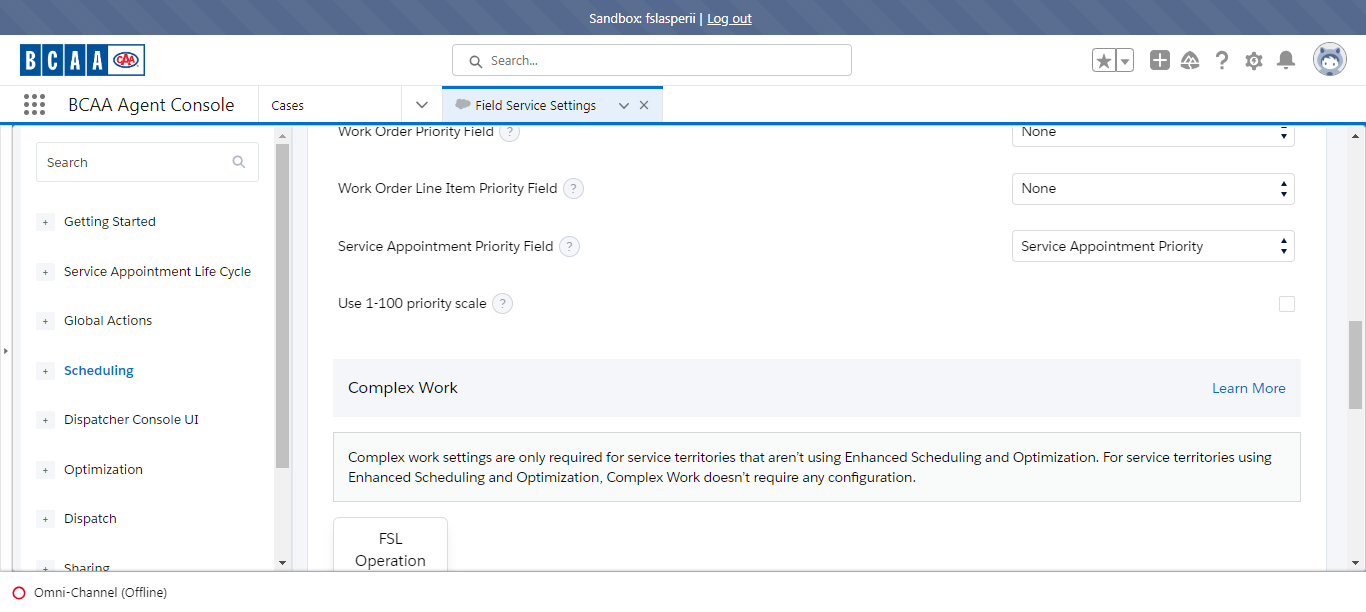 Sandbox: fslasperii | Log out
BCAA CAA
Search...
BCAA Agent Console
Cases
Field Service Settings
Search
Getting Started
Service Appointment Life Cycle
Global Actions
Scheduling
Dispatcher Console UI
Optimization
Dispatch
Sharing
Work Order Priority Field ?
None
Work Order Line Item Priority Field ?
None
Service Appointment Priority Field ?
Service Appointment Priority
Use 1-100 priority scale ?
Complex Work
Learn More
Complex work settings are only required for service territories that aren't using Enhanced Scheduling and Optimization. For service territories using
Enhanced Scheduling and Optimization, Complex Work doesn't require any configuration.
FSL
Operation
Omni-Channel (Offline)